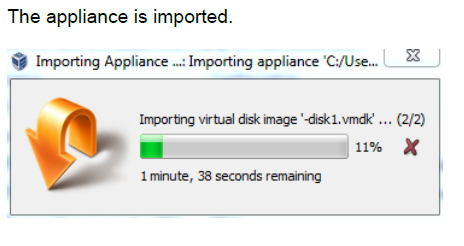 The appliance is imported.
Importing Appliance ...: Importing appliance 'C:/Use...
Importing virtual disk image '-disk1.vmdk' ... (2/2)
11%
1 minute, 38 seconds remaining